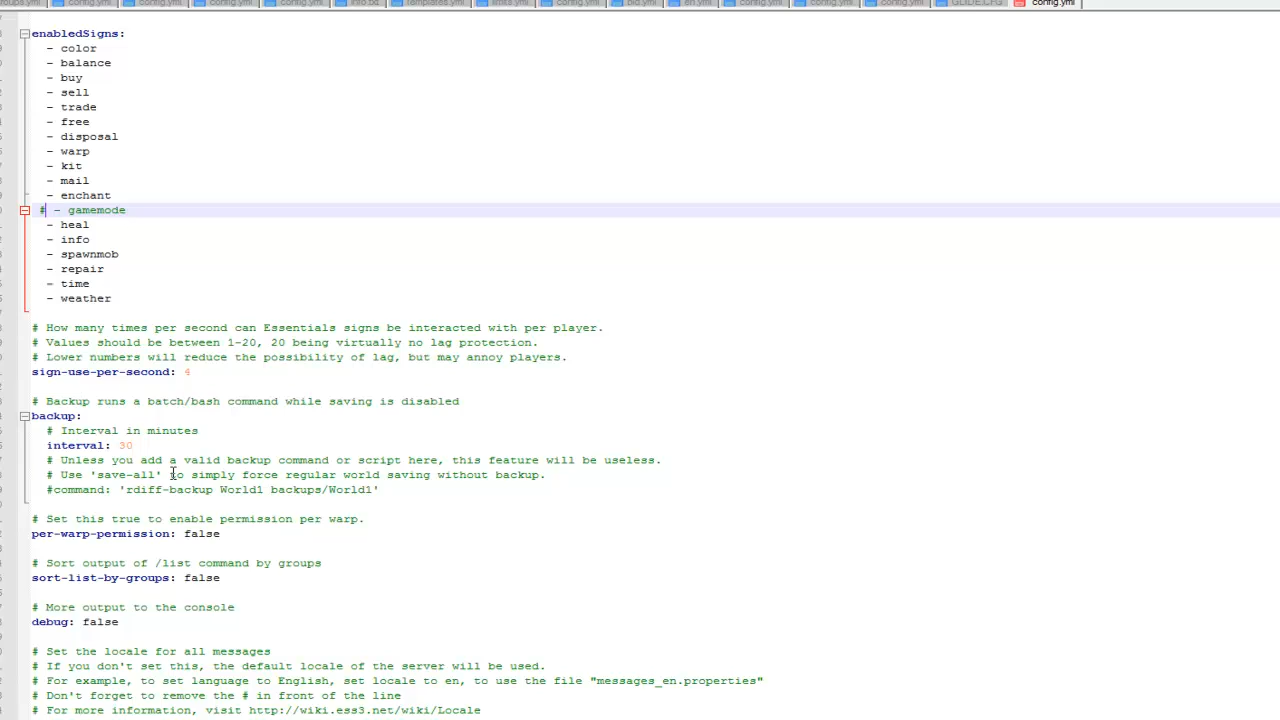 config.yml config.yml config.yml config.yml config.yml
enabledSigns:
- color
- balance
- buy
- sell
- trade
- free
- disposal
- warp
- kit
- mail
- enchant
# - gamemode
- heal
- info
- spawnmob
- repair
- time
- weather
# How many times per second can Essentials signs be interacted with per player.
# Values should be between 1-20, 20 being virtually no lag protection.
# Lower numbers will reduce the possibility of lag, but may annoy players.
sign-use-per-second: 4
# Backup runs a batch/bash command while saving is disabled
backup:
# Interval in minutes
interval: 30
# Unless you add a valid backup command or script here, this feature will be useless.
# Use 'save-all' to simply force regular world saving without backup.
#command: 'rdiff-backup World1 backups/World1'
# Set this true to enable permission per warp.
per-warp-permission: false
# Sort output of /list command by groups
sort-list-by-groups: false
# More output to the console
debug: false
# Set the locale for all messages
# If you don't set this, the default locale of the server will be used.
# For example, to set language to English, set locale to en, to use the file "messages_en.properties"
# Don't forget to remove the # in front of the line
# For more information, visit http://wiki.ess3.net/wiki/Locale